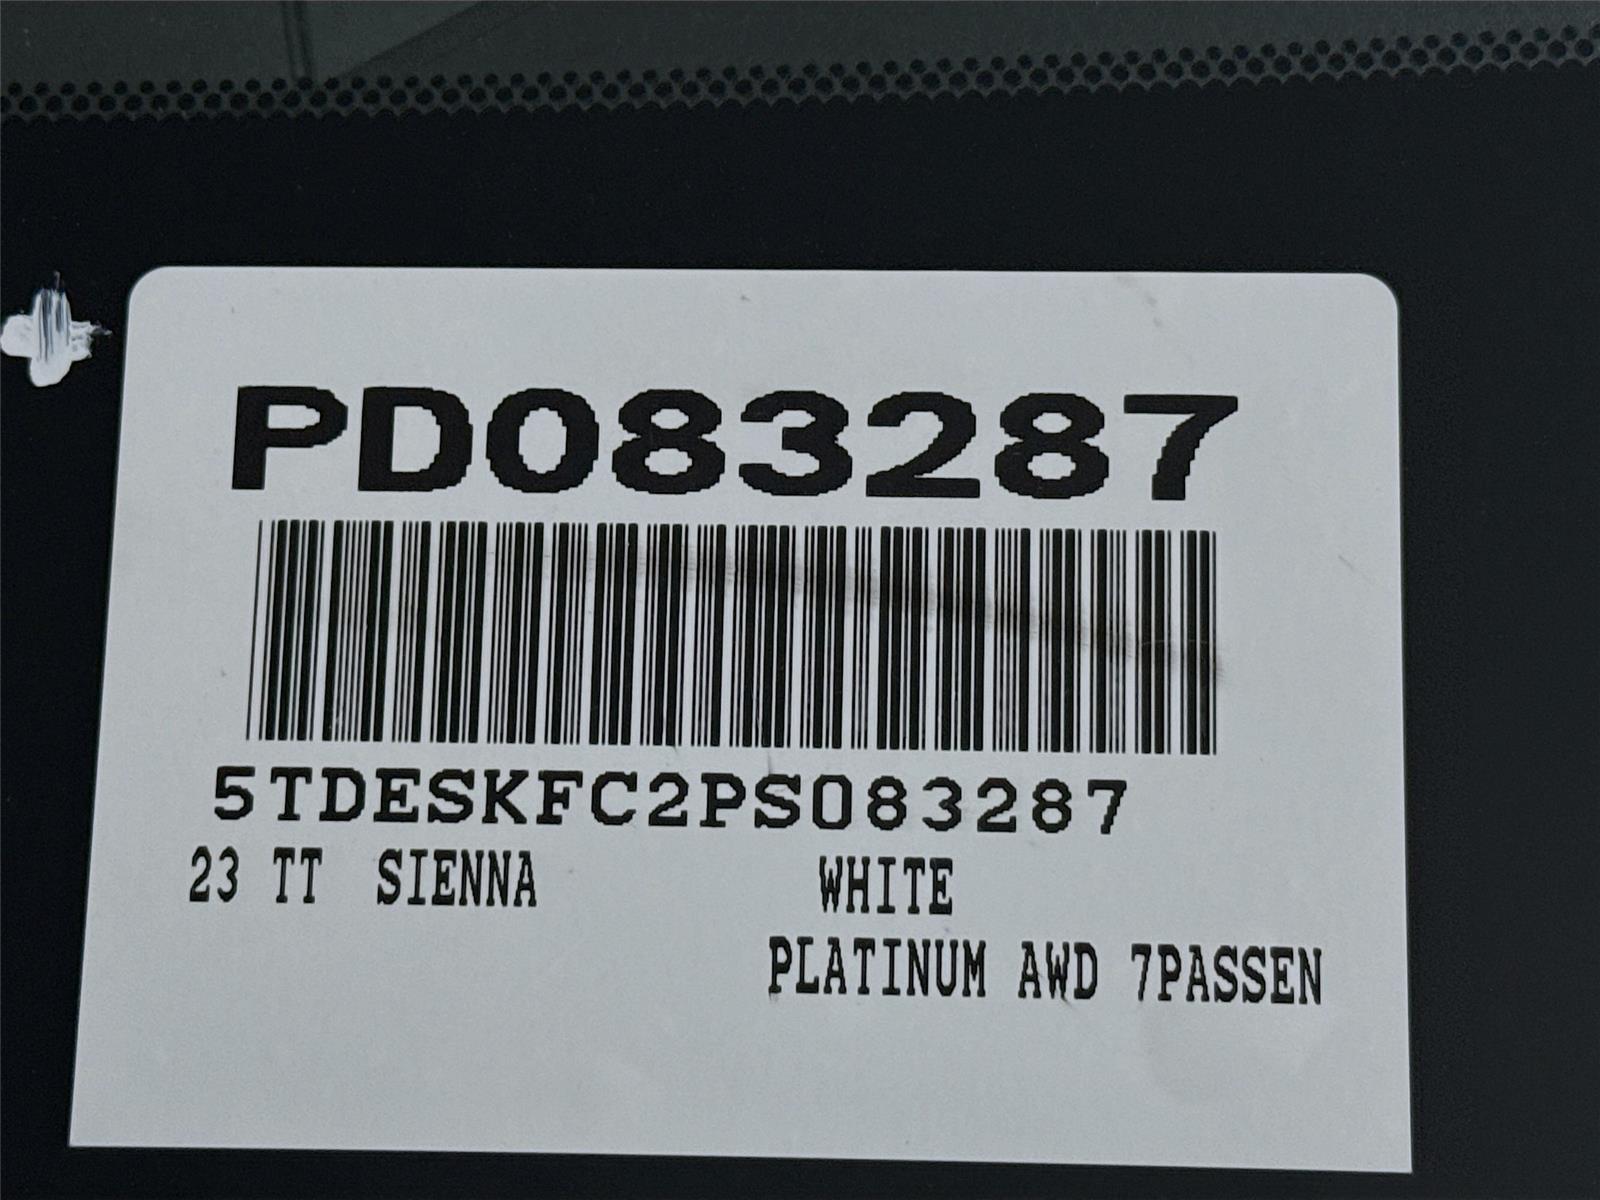 PD083287
5TDESKFC2PS083287
23 TT SIENNA WHITE
PLATINUM AWD 7PASSEN